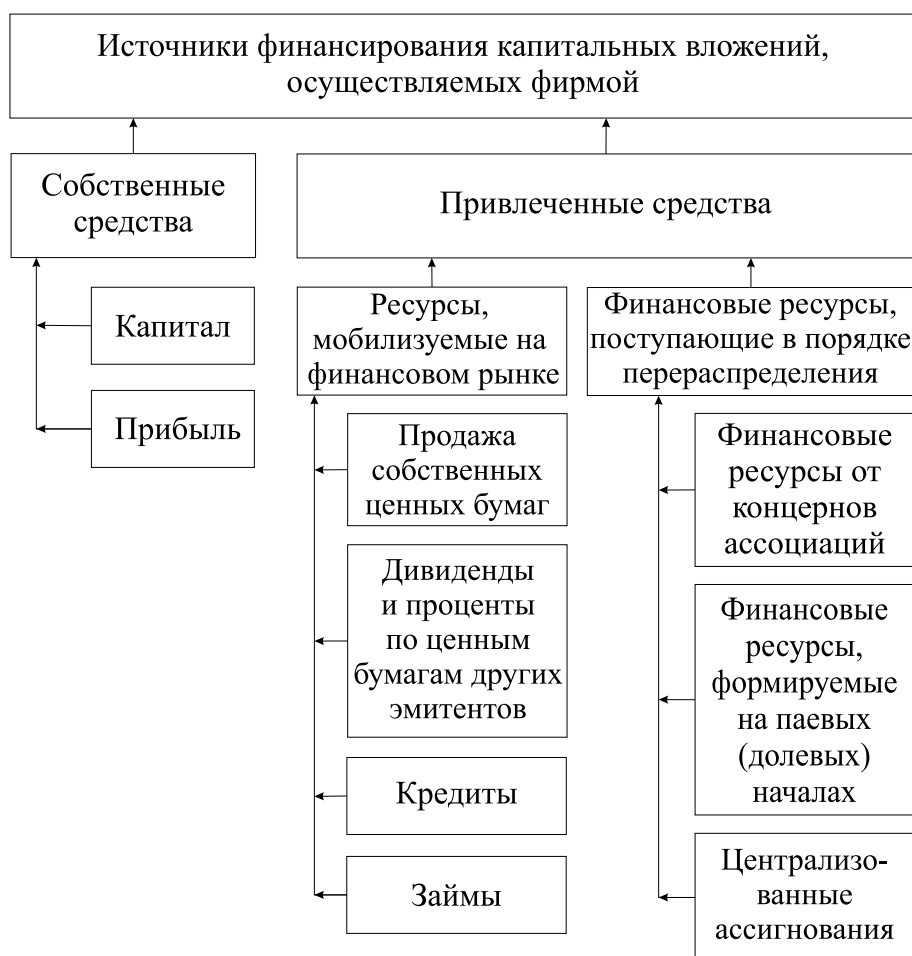 Источники финансирования капитальных вложений,
осуществляемых фирмой
Собственные
средства
Привлеченные средства
Капитал
Прибыль
Ресурсы,
мобилизуемые на
финансовом рынке
Продажа
собственных
ценных бумаг
Дивиденды
и проценты
по ценным
бумагам других
эмитентов
Кредиты
Займы
Финансовые ресурсы,
поступающие в порядке
перераспределения
Финансовые
ресурсы от
концернов
ассоциаций
Финансовые
ресурсы,
формируемые
на паевых
(долевых)
началах
Централизо-
ванные
ассигнования